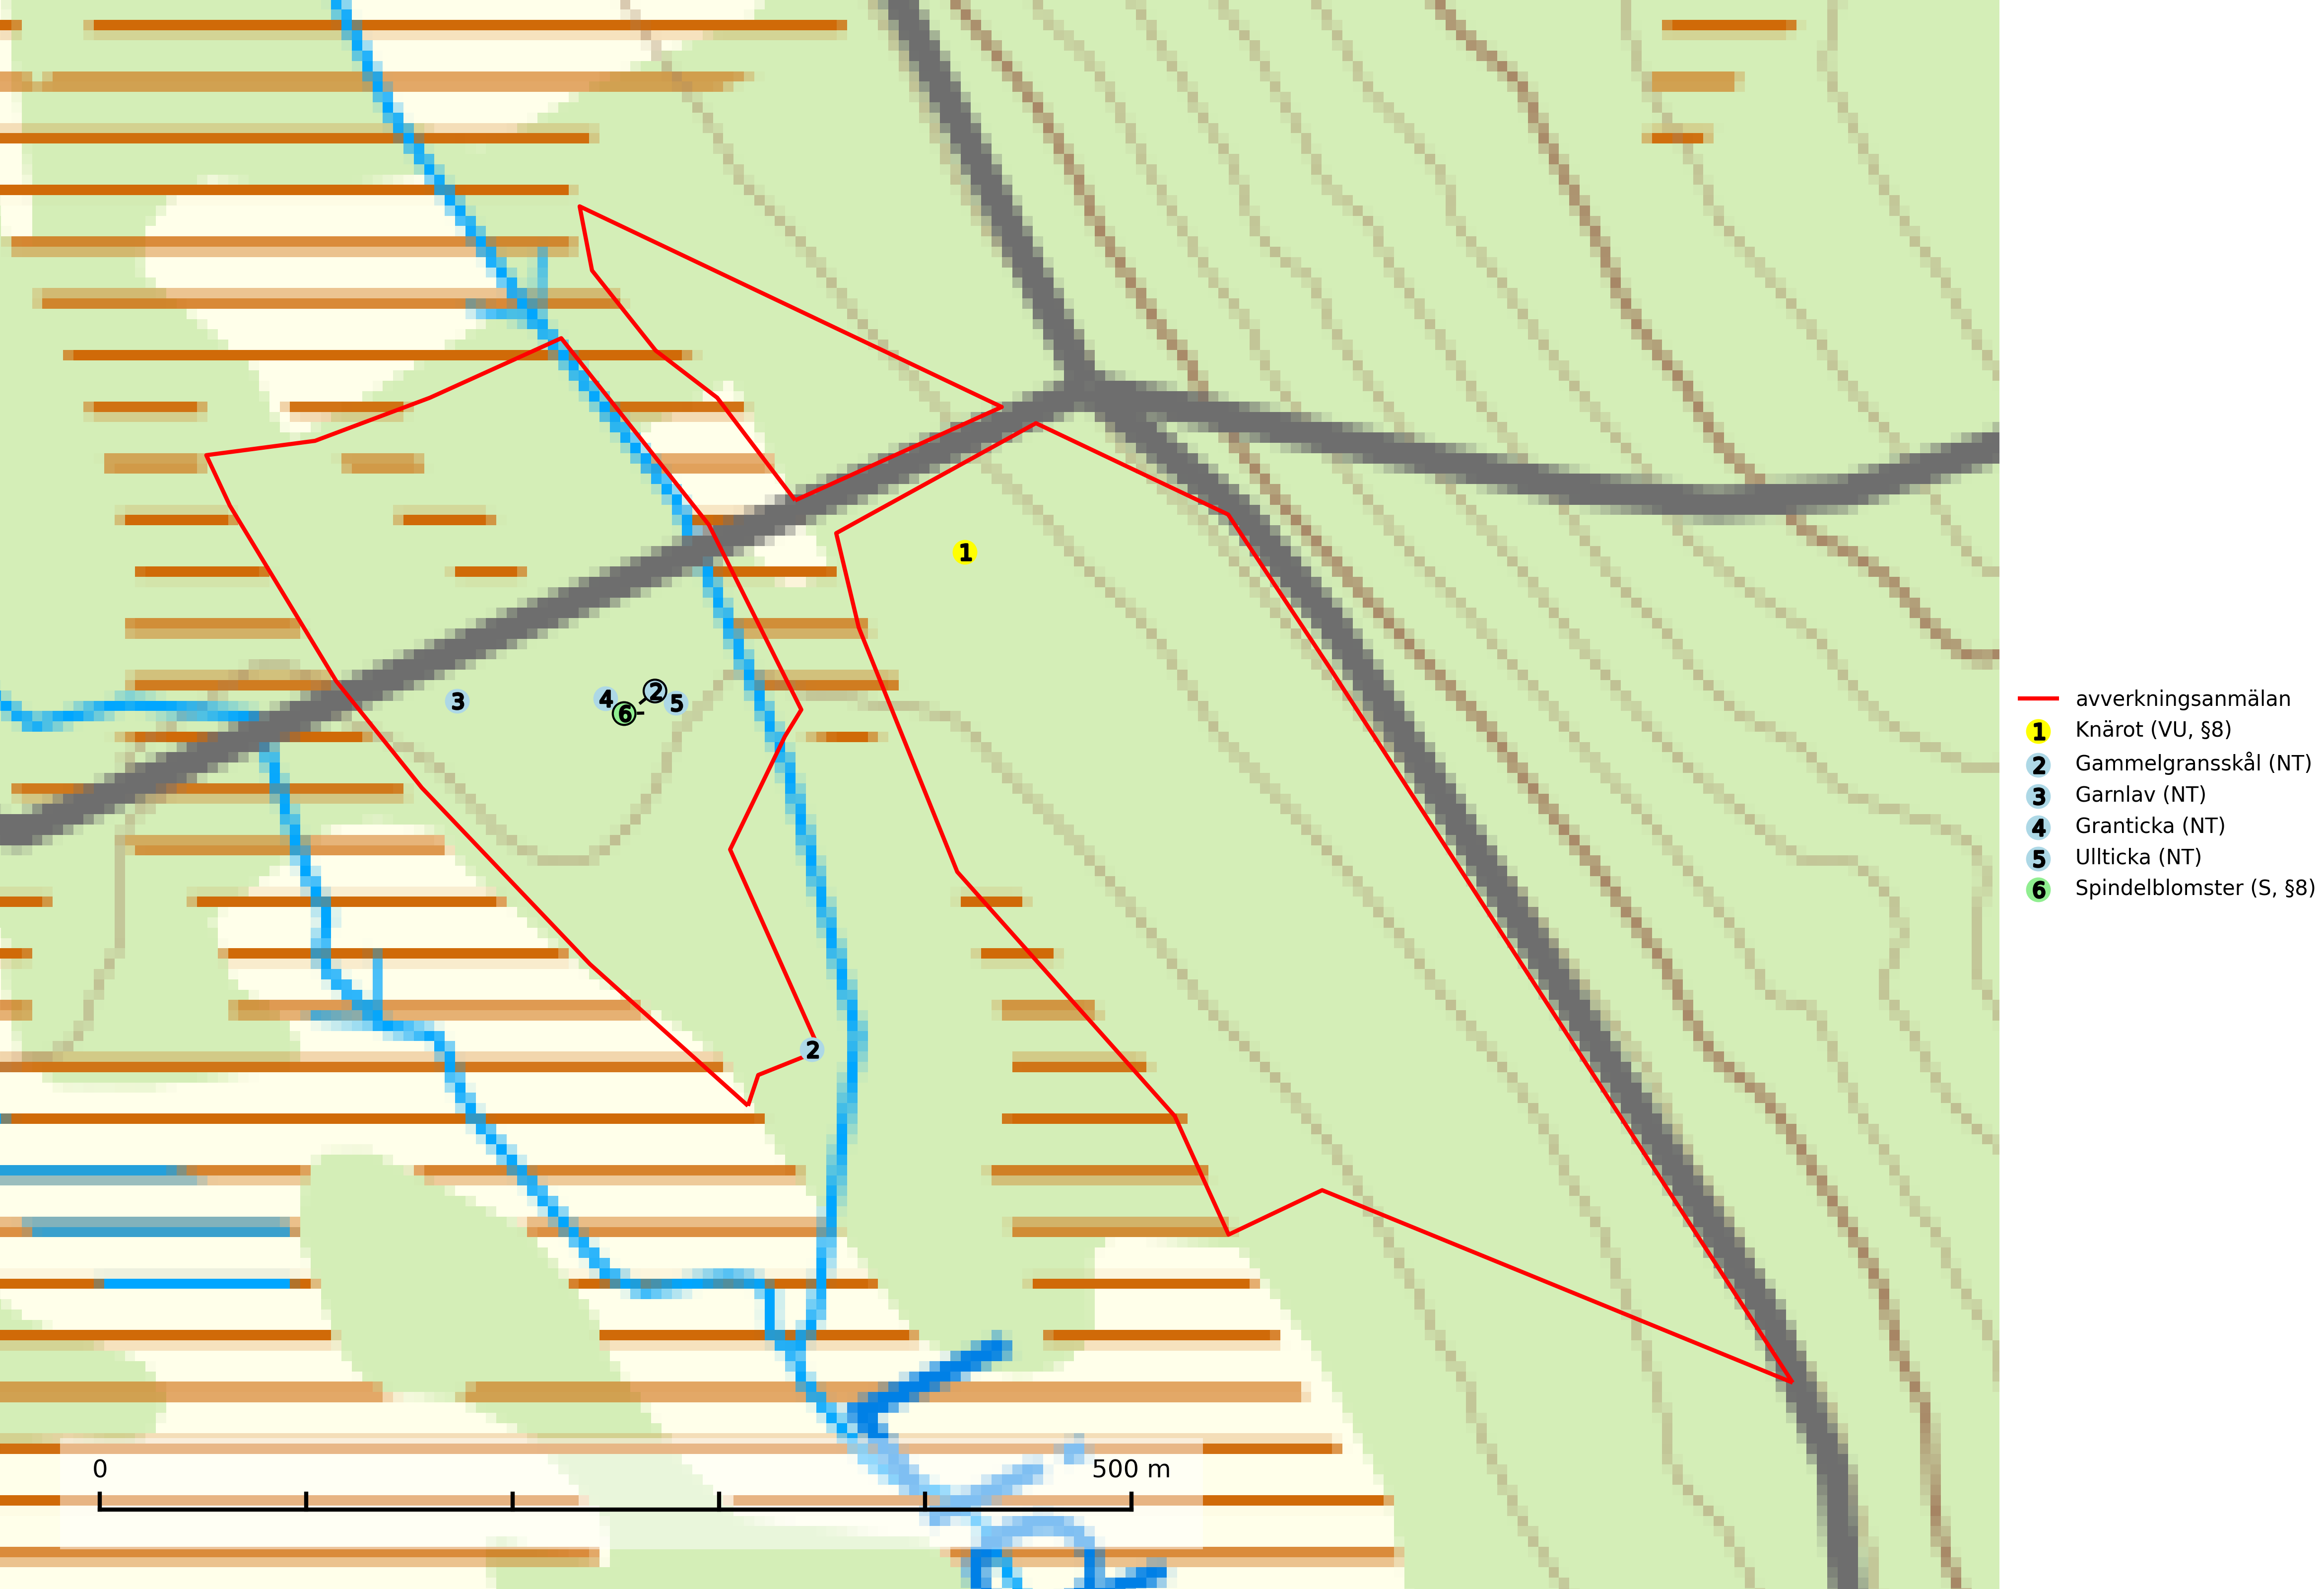 1
3
4
2
5
6
2
avverkningsanmälan
1 Knärot (VU, §8)
2 Gammelgransskål (NT)
3 Garnlav (NT)
4 Granticka (NT)
5 Ullticka (NT)
6 Spindelblomster (S, §8)
0 500 m